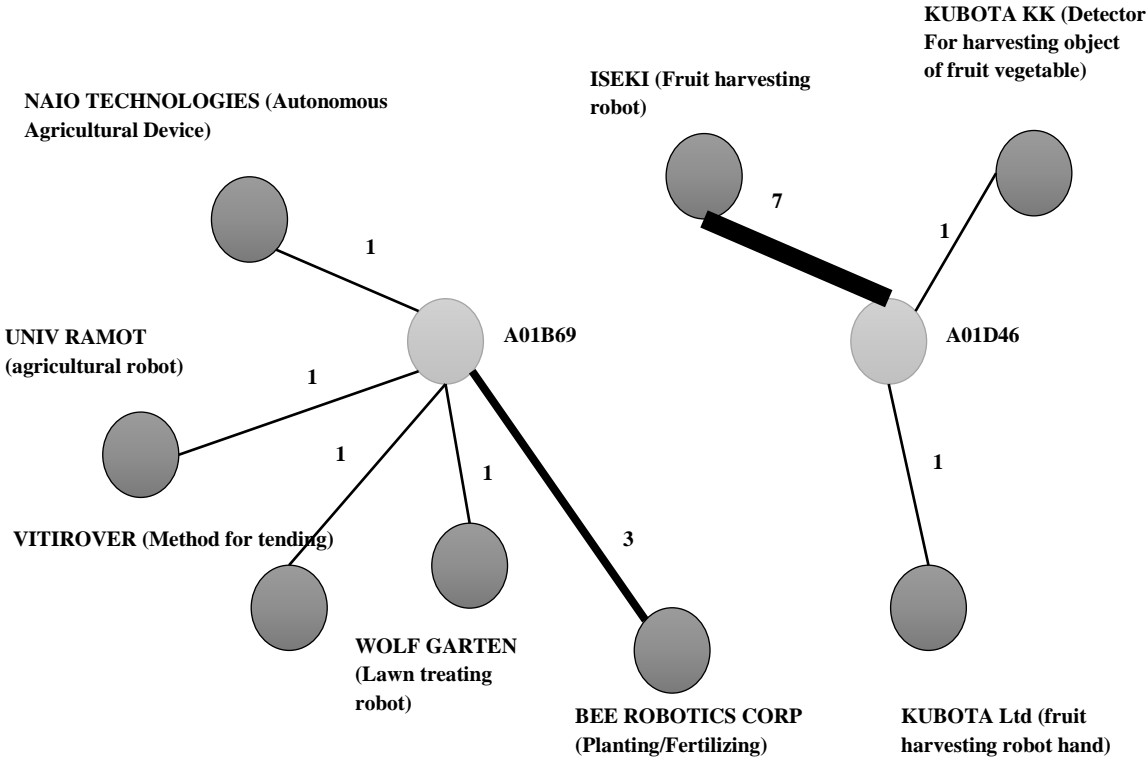 KUBOTA KK (Detector
For harvesting object
of fruit vegetable)
ISEKI (Fruit harvesting
robot)
NAIO TECHNOLOGIES (Autonomous
Agricultural Device)
7
1
1
UNIV RAMOT
(agricultural robot)
A01B69
A01D46
1
1
1
1
3
VITIROVER (Method for tending)
WOLF GARTEN
(Lawn treating
robot)
BEE ROBOTICS CORP
(Planting/Fertilizing)
KUBOTA Ltd (fruit
harvesting robot hand)